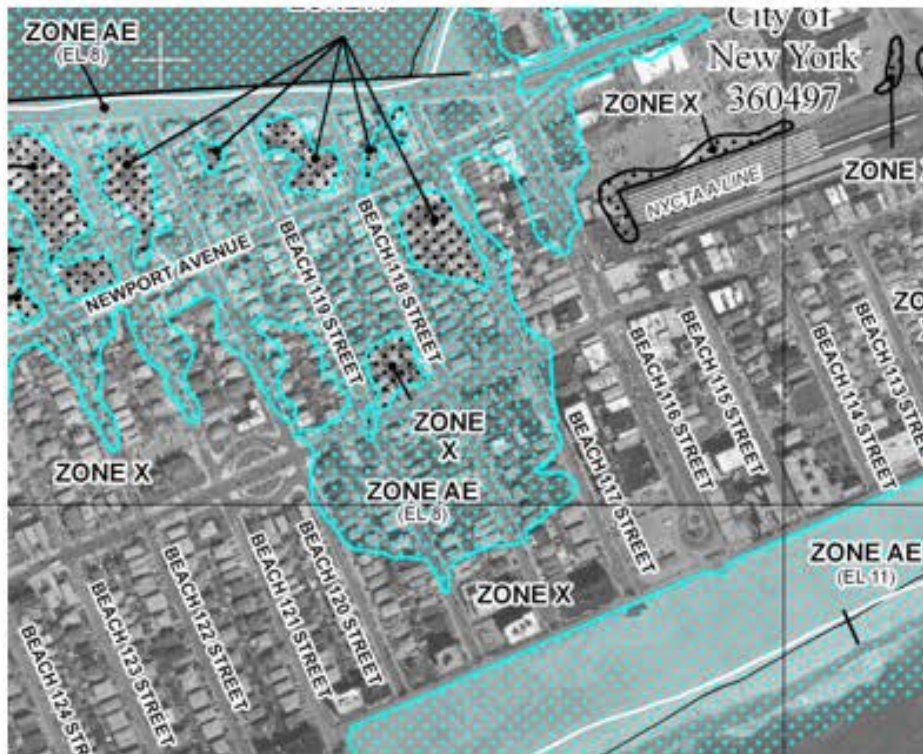 ZONE AE
(EL 8)
City of
New York
360497
ZONE X
ZONE
NYCTA A LINE
NEWPORT AVENUE
BEACH 119 STREET
BEACH 118 STREET
BEACH 116 STREET
BEACH 115 STREET
BEACH 114 STREET
BEACH 113 STREET
ZONE
X
ZONE X
ZONE AE
(EL 8)
BEACH 117 STREET
ZONE AE
(EL 11)
ZONE X
BEACH 120 STREET
BEACH 121 STREET
BEACH 122 STREET
BEACH 123 STREET
BEACH 124 STR